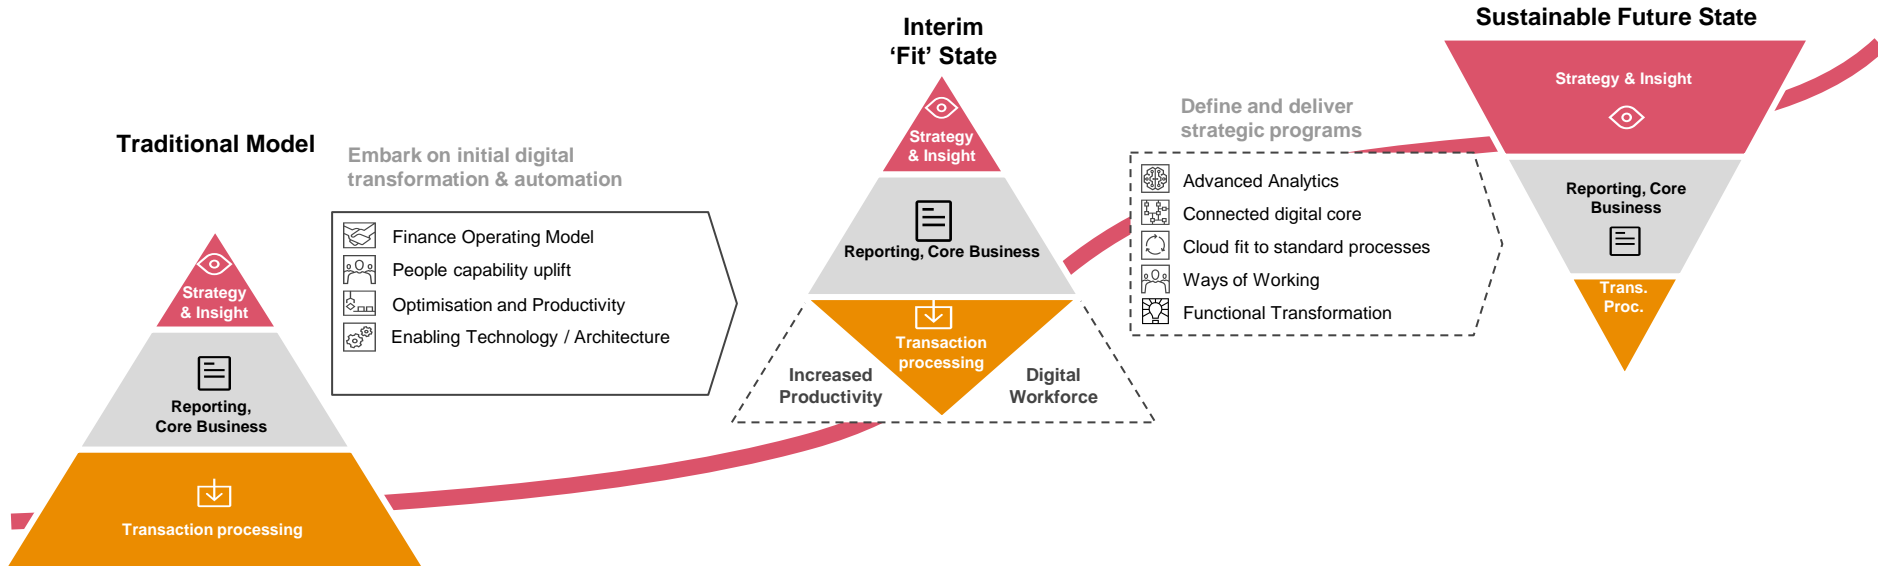 Traditional Model
Strategy
& Insight
Reporting,
Core Business
Transaction processing
Embark on initial digital
transformation & automation
Finance Operating Model
People capability uplift
Optimisation and Productivity
Enabling Technology / Architecture
Interim
‘Fit’ State
Strategy
& Insight
Reporting, Core Business
Transaction
processing
Increased
Productivity
Digital
Workforce
Define and deliver
strategic programs
Advanced Analytics
Connected digital core
Cloud fit to standard processes
Ways of Working
Functional Transformation
Sustainable Future State
Strategy & Insight
Reporting, Core
Business
Trans.
Proc.